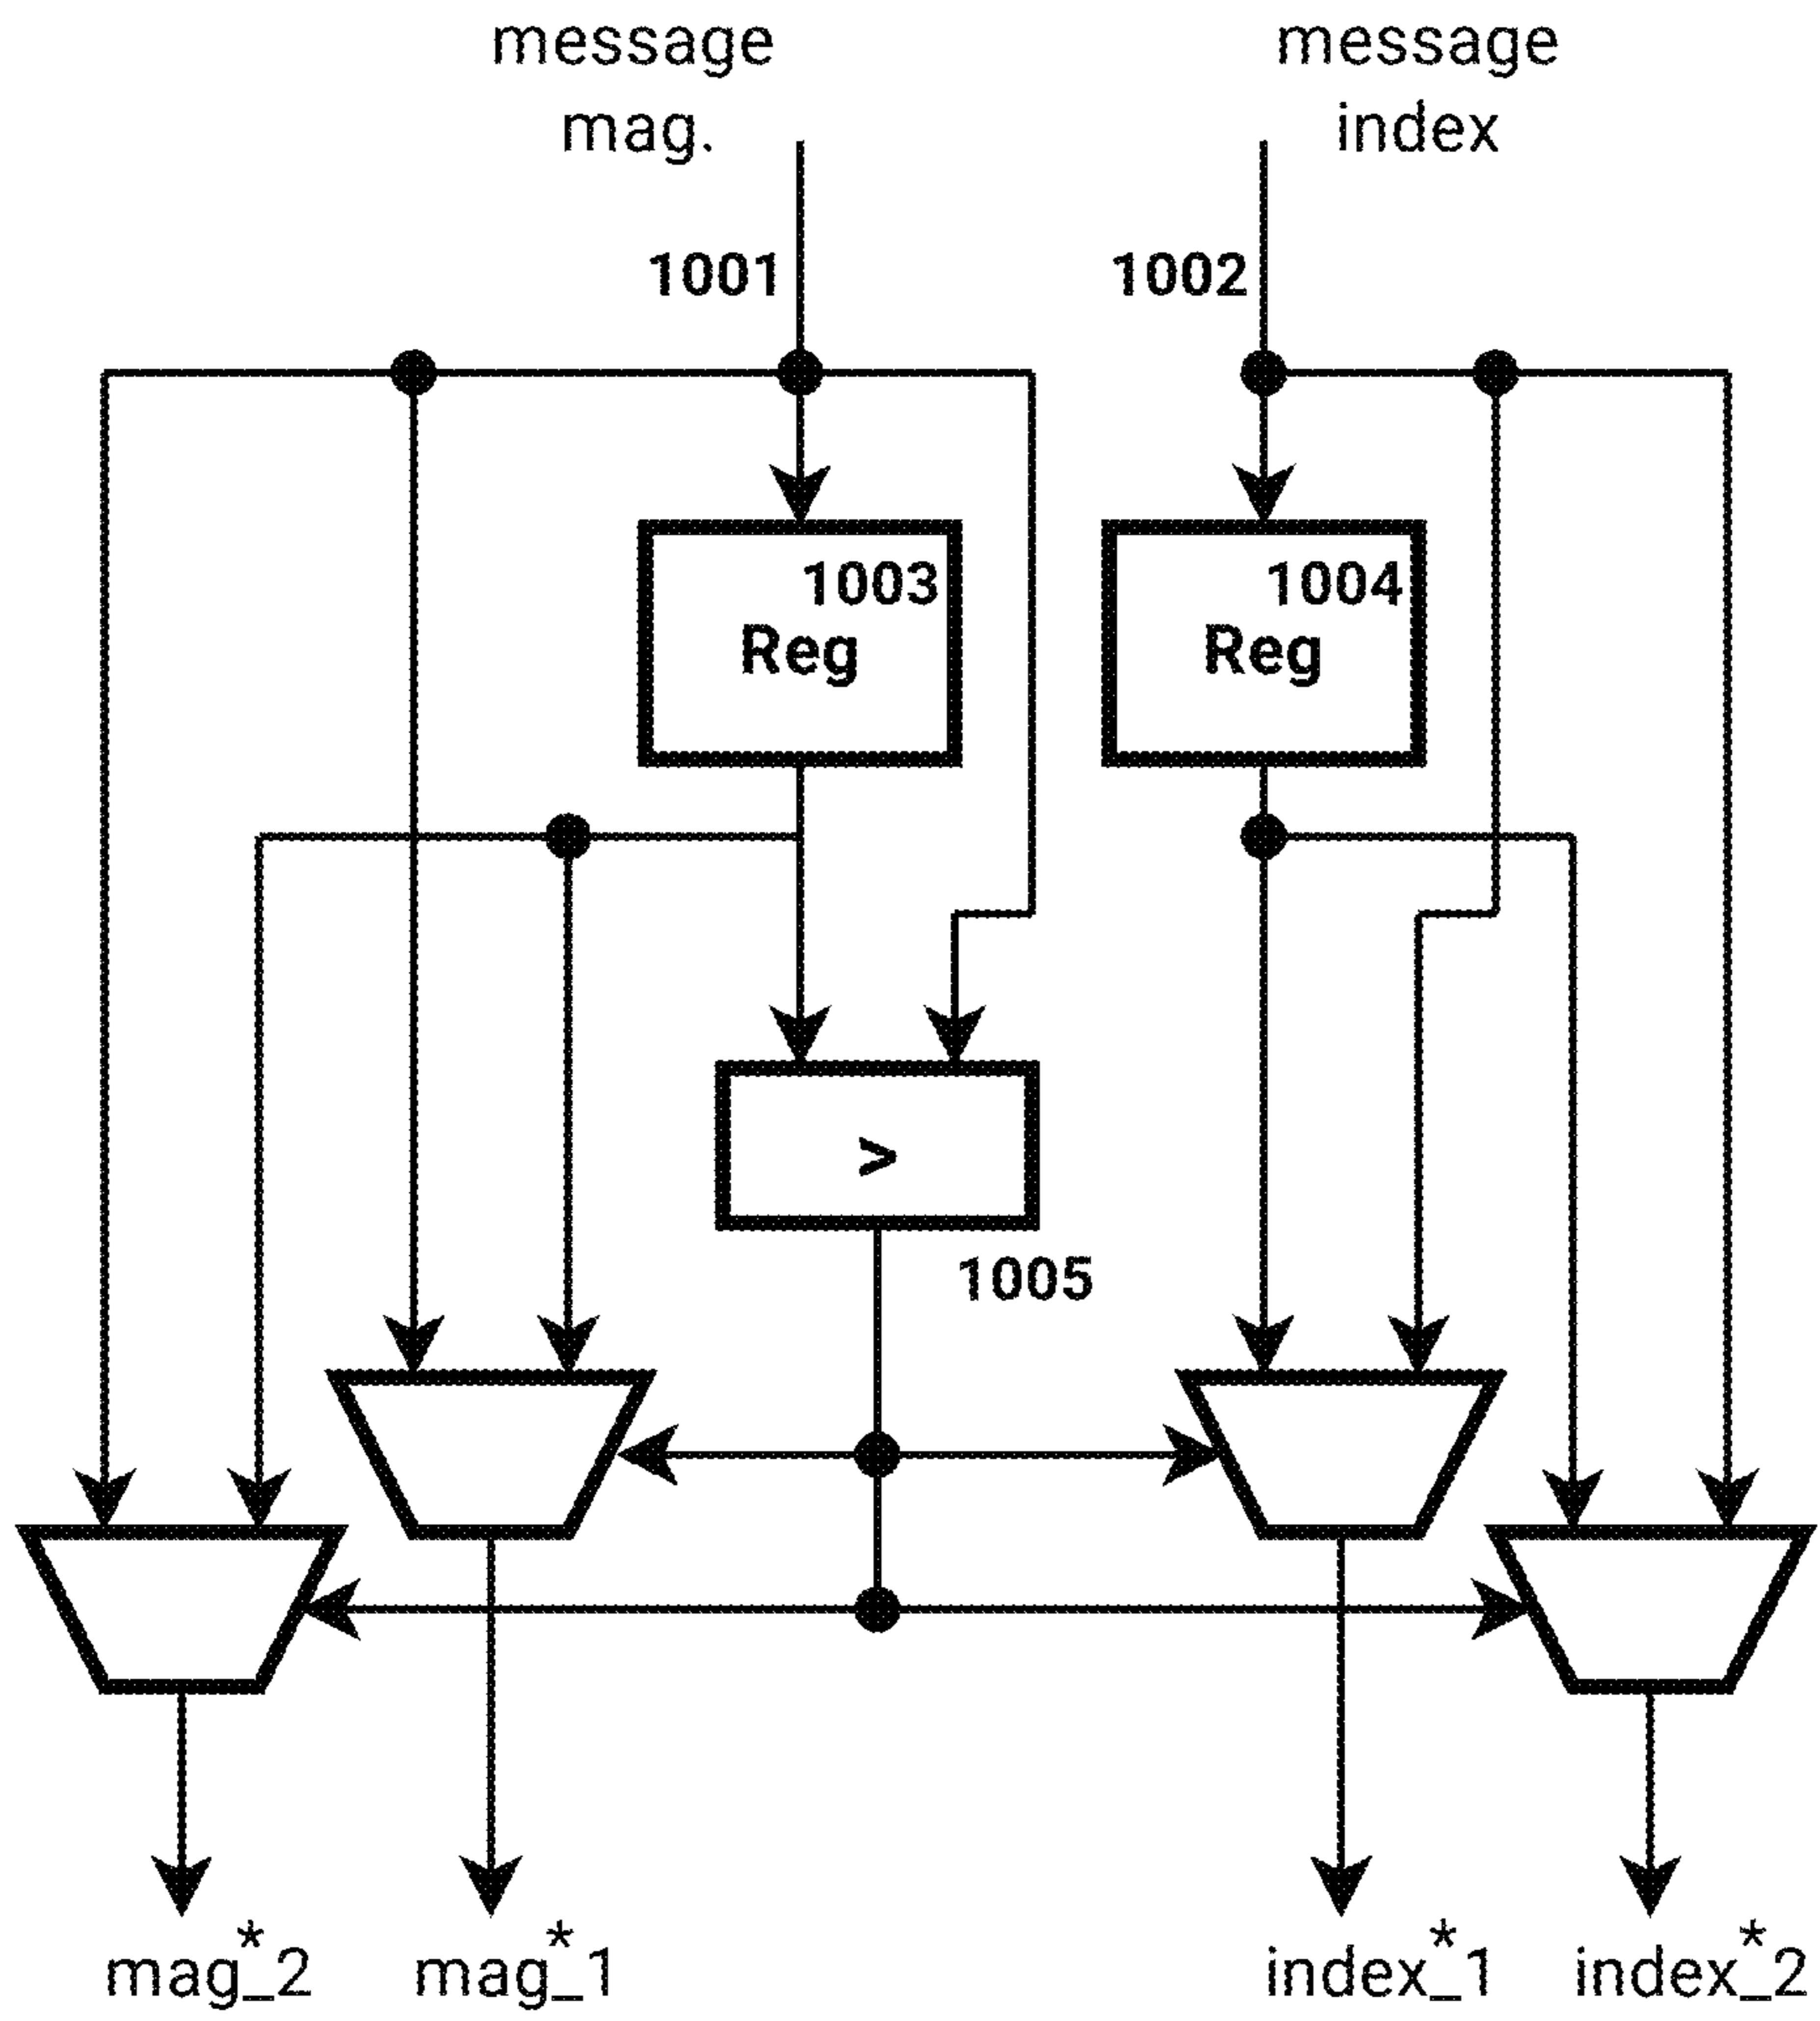 message
mag.
message
index
1001
1002
1003
Reg
1004
Reg
>
1005
mag*_2
mag*_1
index*_1
index*_2